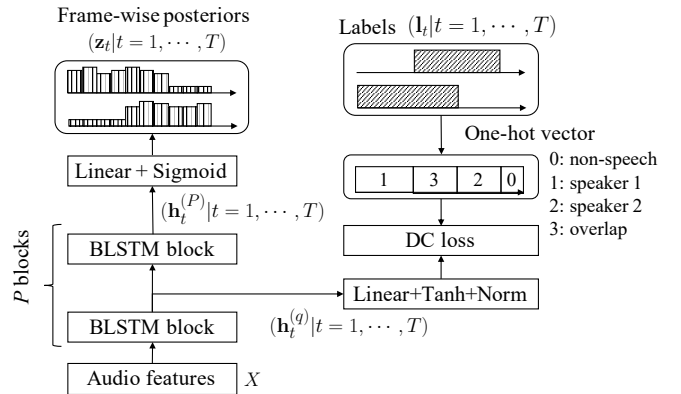 Frame-wise posteriors
(𝐳_t|t = 1, ⋯ , T)
Linear + Sigmoid
(𝐡_t^{(P)}|t = 1, ⋯ , T)
P blocks
BLSTM block
BLSTM block
Audio features
X
Labels (𝐥_t|t = 1, ⋯ , T)
One-hot vector
1 3 2 0
0: non-speech
1: speaker 1
2: speaker 2
3: overlap
DC loss
Linear+Tanh+Norm
(𝐡_t^{(q)}|t = 1, ⋯ , T)